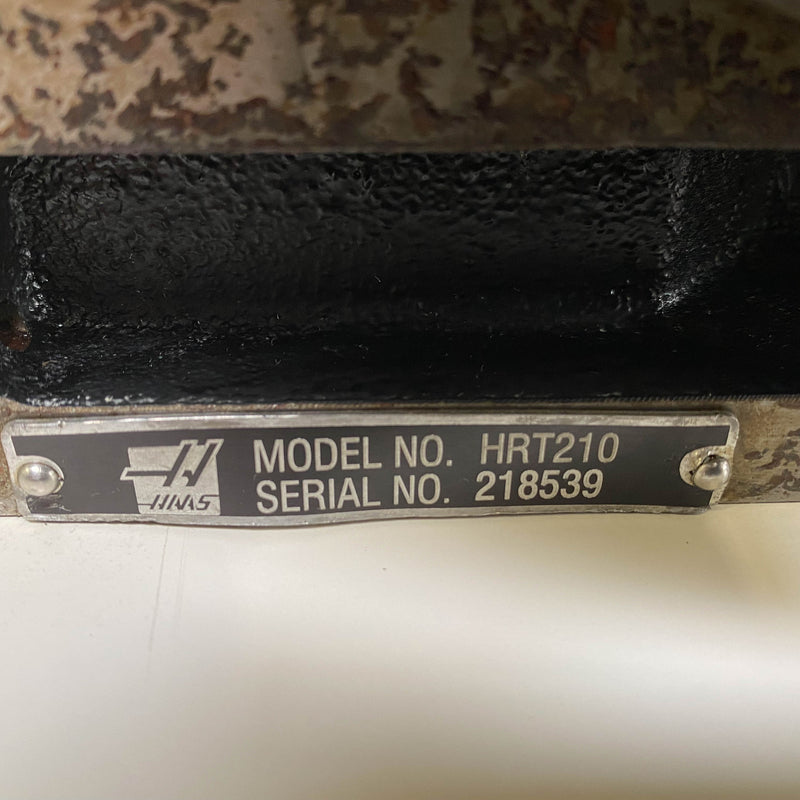 HAAS
MODEL NO. HRT210
SERIAL NO. 218539